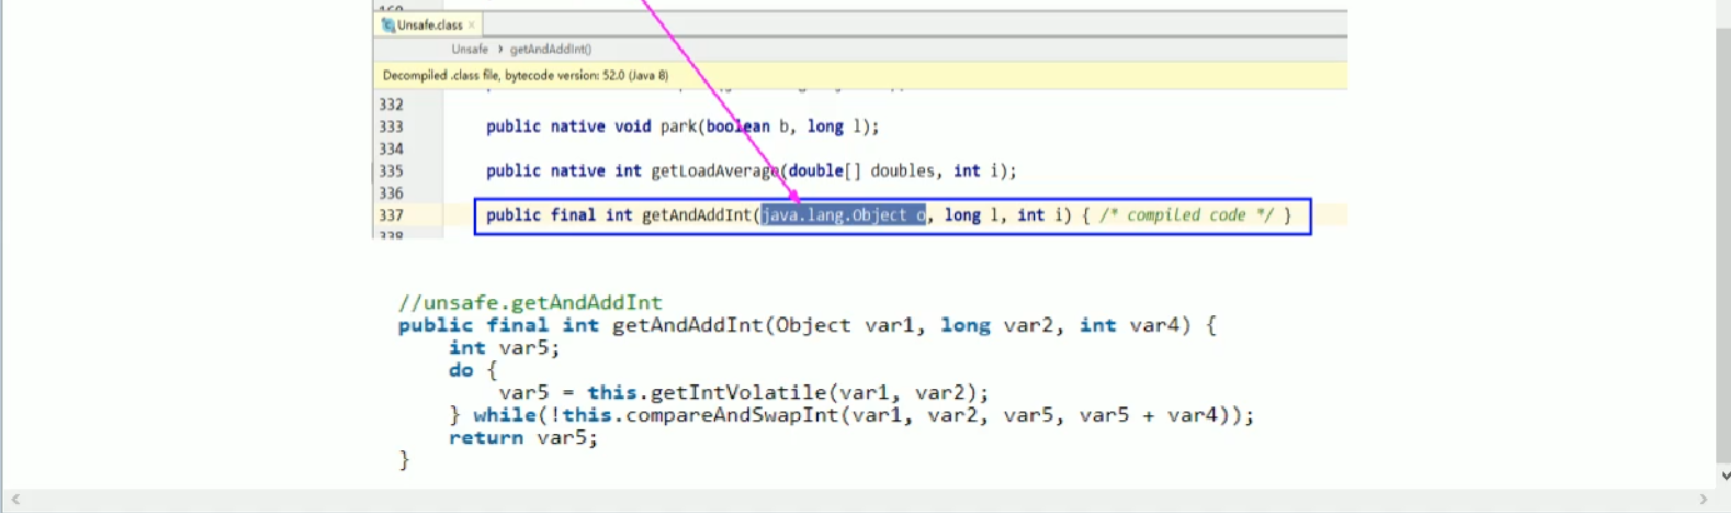 Unsafe.class ×
Unsafe › getAndAddInt()
Decompiled .class file, bytecode version: 52.0 (Java 8)
332
333 public native void park(boolean b, long l);
334
335 public native int getLoadAverage(double[] doubles, int i);
336
337 public final int getAndAddInt(java.lang.Object o, long l, int i) { /* compiled code */ }
338
//unsafe.getAndAddInt
public final int getAndAddInt(Object var1, long var2, int var4) {
int var5;
do {
var5 = this.getIntVolatile(var1, var2);
} while(!this.compareAndSwapInt(var1, var2, var5, var5 + var4));
return var5;
}